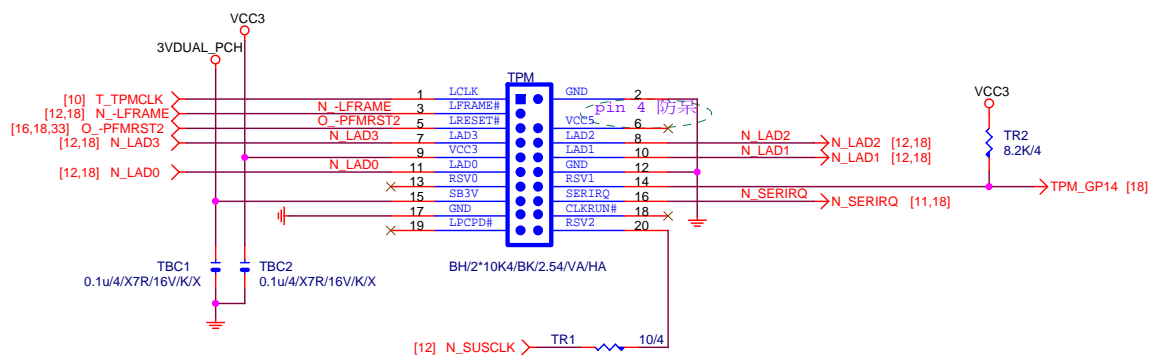 VCC3
3VDUAL_PCH
TPM
[10] T_TPMCLK 1 LCLK GND 2
[12,18] N_-LFRAME N_-LFRAME 3 LFRAME# pin 4 防呆
[16,18,33] O_-PFMRST2 O_-PFMRST2 5 LRESET# VCC5 6
[12,18] N_LAD3 N_LAD3 7 LAD3 LAD2 8 N_LAD2 N_LAD2 [12,18]
9 VCC3 LAD1 10 N_LAD1 N_LAD1 [12,18]
[12,18] N_LAD0 N_LAD0 11 LAD0 GND 12
13 RSV0 RSV1 14 TPM_GP14 [18]
15 SB3V SERIRQ 16 N_SERIRQ N_SERIRQ [11,18]
17 GND CLKRUN# 18
19 LPCPD# RSV2 20
VCC3
TR2
8.2K/4
BH/2*10K4/BK/2.54/VA/HA
TBC1
0.1u/4/X7R/16V/K/X
TBC2
0.1u/4/X7R/16V/K/X
[12] N_SUSCLK TR1 10/4